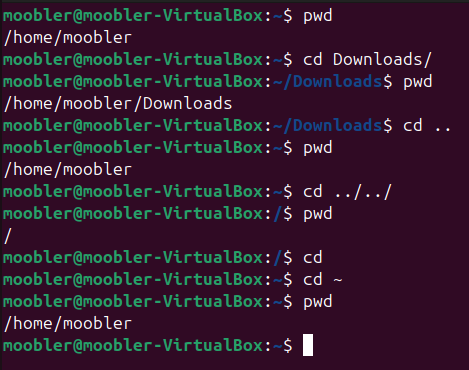 moobler@moobler-VirtualBox:~$ pwd
/home/moobler
moobler@moobler-VirtualBox:~$ cd Downloads/
moobler@moobler-VirtualBox:~/Downloads$ pwd
/home/moobler/Downloads
moobler@moobler-VirtualBox:~/Downloads$ cd ..
moobler@moobler-VirtualBox:~$ pwd
/home/moobler
moobler@moobler-VirtualBox:~$ cd ../../
moobler@moobler-VirtualBox:/$ pwd
/
moobler@moobler-VirtualBox:/$ cd
moobler@moobler-VirtualBox:~$ cd ~
moobler@moobler-VirtualBox:~$ pwd
/home/moobler
moobler@moobler-VirtualBox:~$